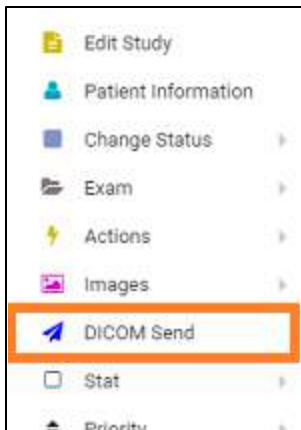 Edit Study
Patient Information
Change Status
Exam
Actions
Images
DICOM Send
Stat
Priority